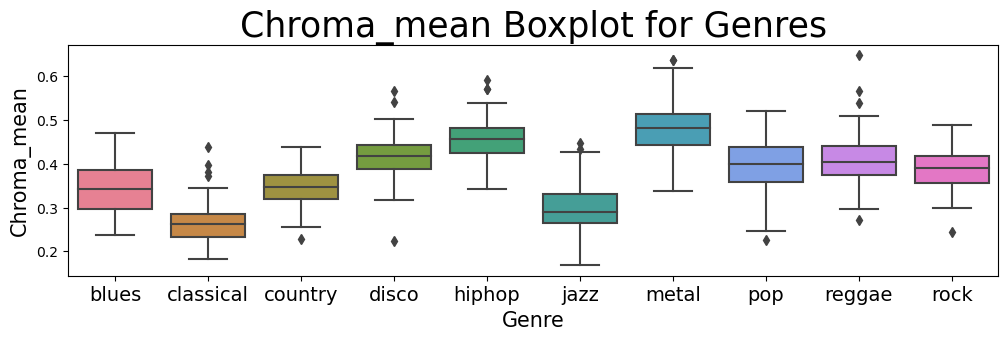 Chroma_mean Boxplot for Genres
Chroma_mean
0.6
0.5
0.4
0.3
0.2
blues classical country disco hiphop jazz metal pop reggae rock
Genre